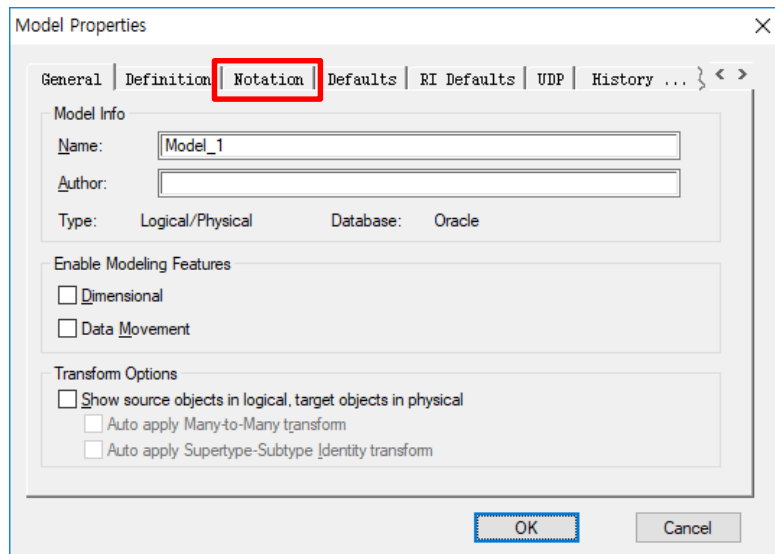 Model Properties
General Definition Notation Defaults RI Defaults UDP History ...
Model Info
Name: Model_1
Author:
Type: Logical/Physical Database: Oracle
Enable Modeling Features
Dimensional
Data Movement
Transform Options
Show source objects in logical, target objects in physical
Auto apply Many-to-Many transform
Auto apply Supertype-Subtype Identity transform
OK Cancel